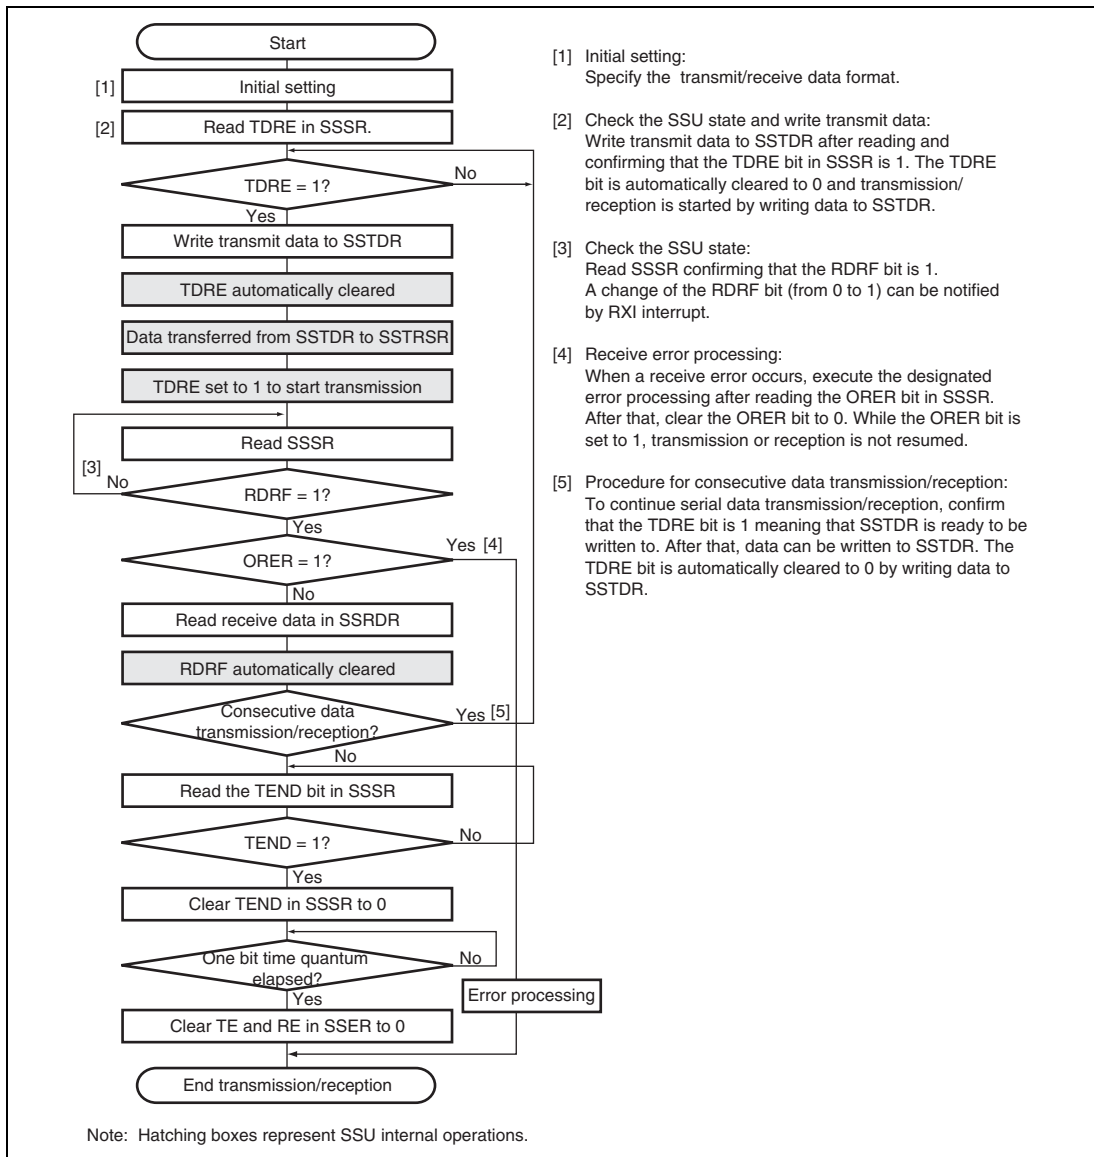 Start
[1] Initial setting
[2] Read TDRE in SSSR.
TDRE = 1?
No
Yes
Write transmit data to SSTDR
TDRE automatically cleared
Data transferred from SSTDR to SSTRSR
TDRE set to 1 to start transmission
Read SSSR
[3]
No
RDRF = 1?
Yes
ORER = 1?
Yes [4]
No
Read receive data in SSRDR
RDRF automatically cleared
Consecutive data
transmission/reception?
Yes [5]
No
Read the TEND bit in SSSR
TEND = 1?
No
Yes
Clear TEND in SSSR to 0
One bit time quantum
elapsed?
No
Yes
Error processing
Clear TE and RE in SSER to 0
End transmission/reception
[1] Initial setting:
Specify the transmit/receive data format.
[2] Check the SSU state and write transmit data:
Write transmit data to SSTDR after reading and
confirming that the TDRE bit in SSSR is 1. The TDRE
bit is automatically cleared to 0 and transmission/
reception is started by writing data to SSTDR.
[3] Check the SSU state:
Read SSSR confirming that the RDRF bit is 1.
A change of the RDRF bit (from 0 to 1) can be notified
by RXI interrupt.
[4] Receive error processing:
When a receive error occurs, execute the designated
error processing after reading the ORER bit in SSSR.
After that, clear the ORER bit to 0. While the ORER bit is
set to 1, transmission or reception is not resumed.
[5] Procedure for consecutive data transmission/reception:
To continue serial data transmission/reception, confirm
that the TDRE bit is 1 meaning that SSTDR is ready to be
written to. After that, data can be written to SSTDR. The
TDRE bit is automatically cleared to 0 by writing data to
SSTDR.
Note: Hatching boxes represent SSU internal operations.